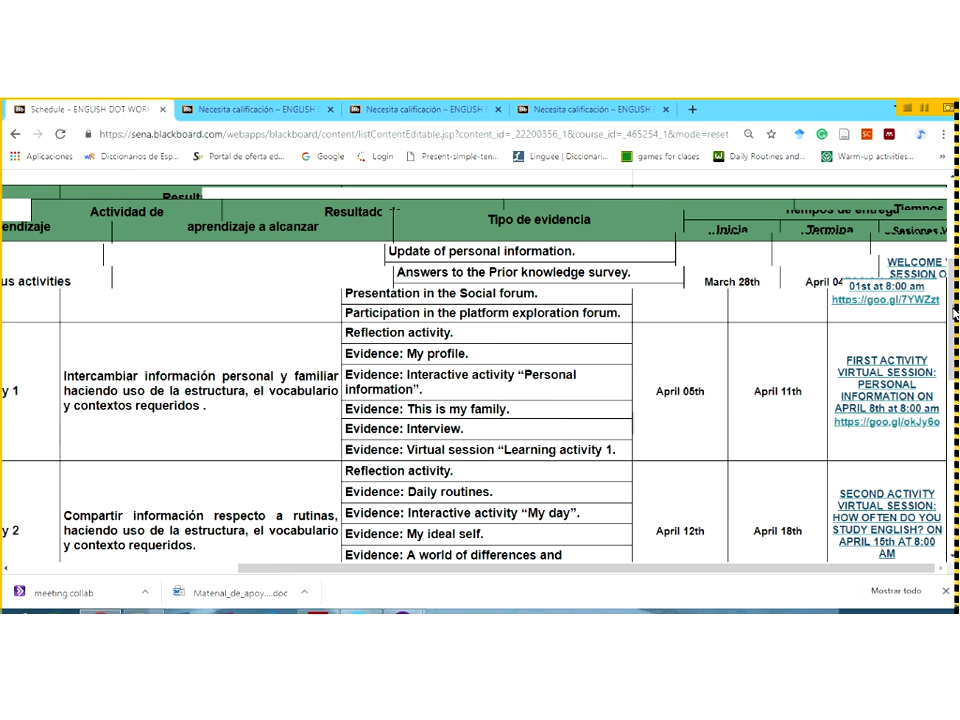 Schedule – ENGLISH DOT WOR
Necesita calificación – ENGLISH
Necesita calificación – ENGLISH
Necesita calificación – ENGLISH
https://sena.blackboard.com/webapps/blackboard/content/listContentEditable.jsp?content_id=_22200356_1&course_id=_465254_1&mode=reset
Aplicaciones
Diccionarios de Esp...
Portal de oferta ed...
Google
Login
Present-simple-ten...
Linguee | Diccionari...
games for clases
Daily Routines and...
Warm-up activities...
Result
endizaje
Actividad de
aprendizaje a alcanzar
Resultado
Tipo de evidencia
Tiempos de entrega
Tiempos
Inicia
Termina
Sesiones
us activities
Update of personal information.
Answers to the Prior knowledge survey.
Presentation in the Social forum.
Participation in the platform exploration forum.
March 28th
April 04
WELCOME
SESSION O
01st at 8:00 am
https://goo.gl/7YWZzt
y 1
Intercambiar información personal y familiar
haciendo uso de la estructura, el vocabulario
y contextos requeridos .
Reflection activity.
Evidence: My profile.
Evidence: Interactive activity “Personal
information”.
Evidence: This is my family.
Evidence: Interview.
Evidence: Virtual session “Learning activity 1.
April 05th
April 11th
FIRST ACTIVITY
VIRTUAL SESSION:
PERSONAL
INFORMATION ON
APRIL 8th at 8:00 am
https://goo.gl/okJy6o
y 2
Compartir información respecto a rutinas,
haciendo uso de la estructura, el vocabulario
y contexto requeridos.
Reflection activity.
Evidence: Daily routines.
Evidence: Interactive activity “My day”.
Evidence: My ideal self.
Evidence: A world of differences and
April 12th
April 18th
SECOND ACTIVITY
VIRTUAL SESSION:
HOW OFTEN DO YOU
STUDY ENGLISH? ON
APRIL 15th AT 8:00
AM
meeting.collab
Material_de_apoy....doc
Mostrar todo